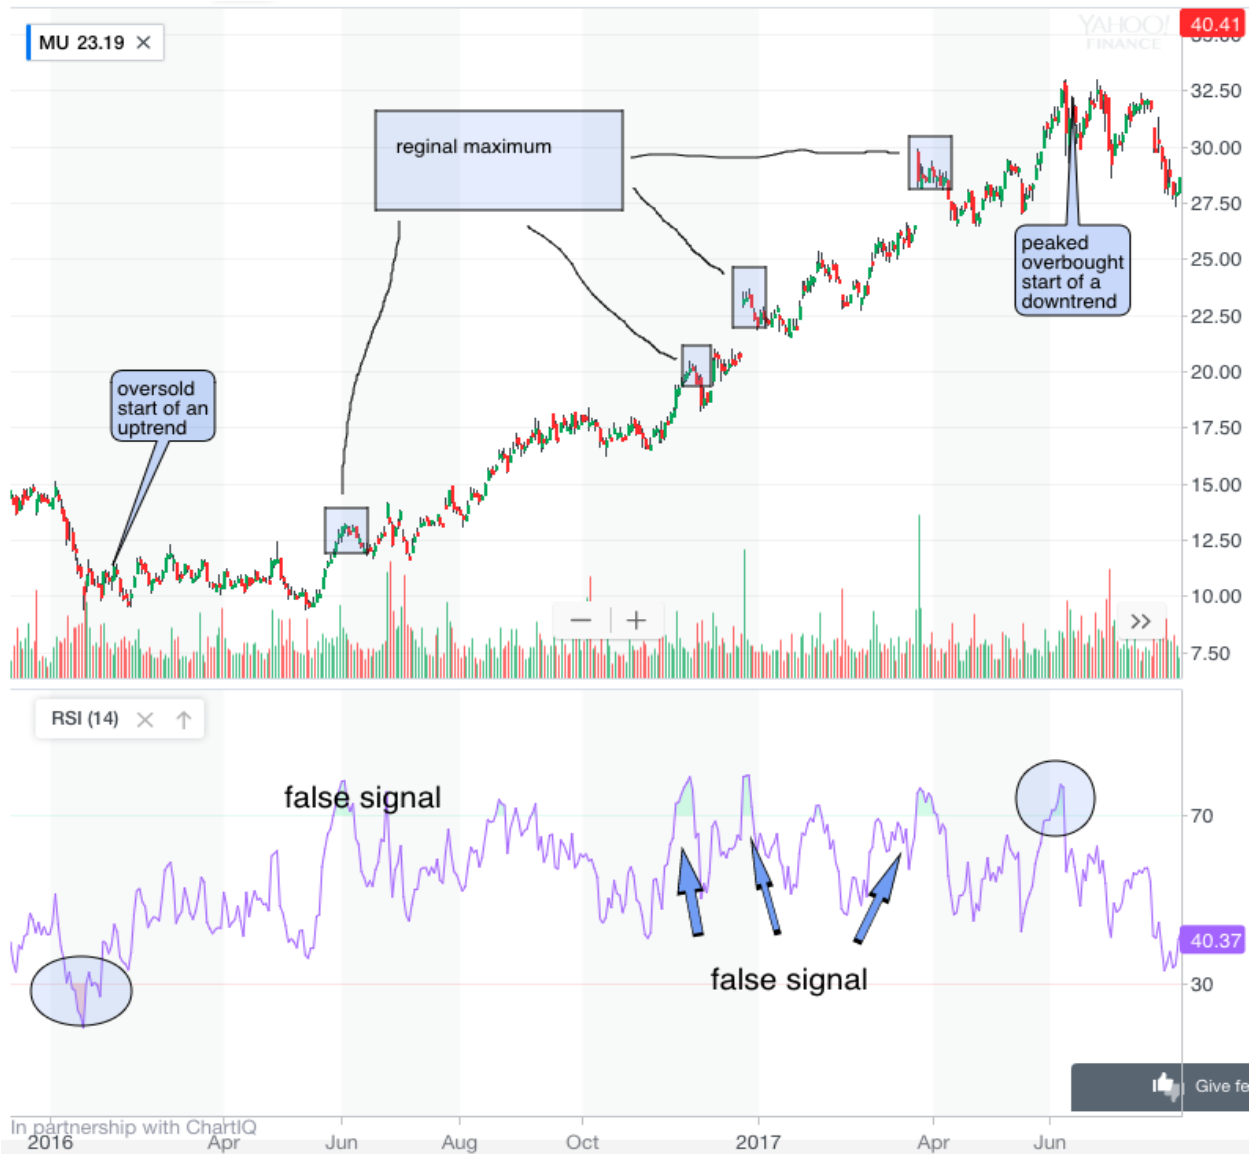 MU 23.19 ×
YAHOO!
FINANCE
40.41
35.00
32.50
reginal maximum
30.00
27.50
peaked
overbought
start of a
downtrend
25.00
22.50
20.00
oversold
start of an
uptrend
17.50
15.00
12.50
10.00
7.50
RSI (14)
false signal
70
40.37
false signal
30
Give fe
In partnership with ChartIQ
2016
Apr
Jun
Aug
Oct
2017
Apr
Jun